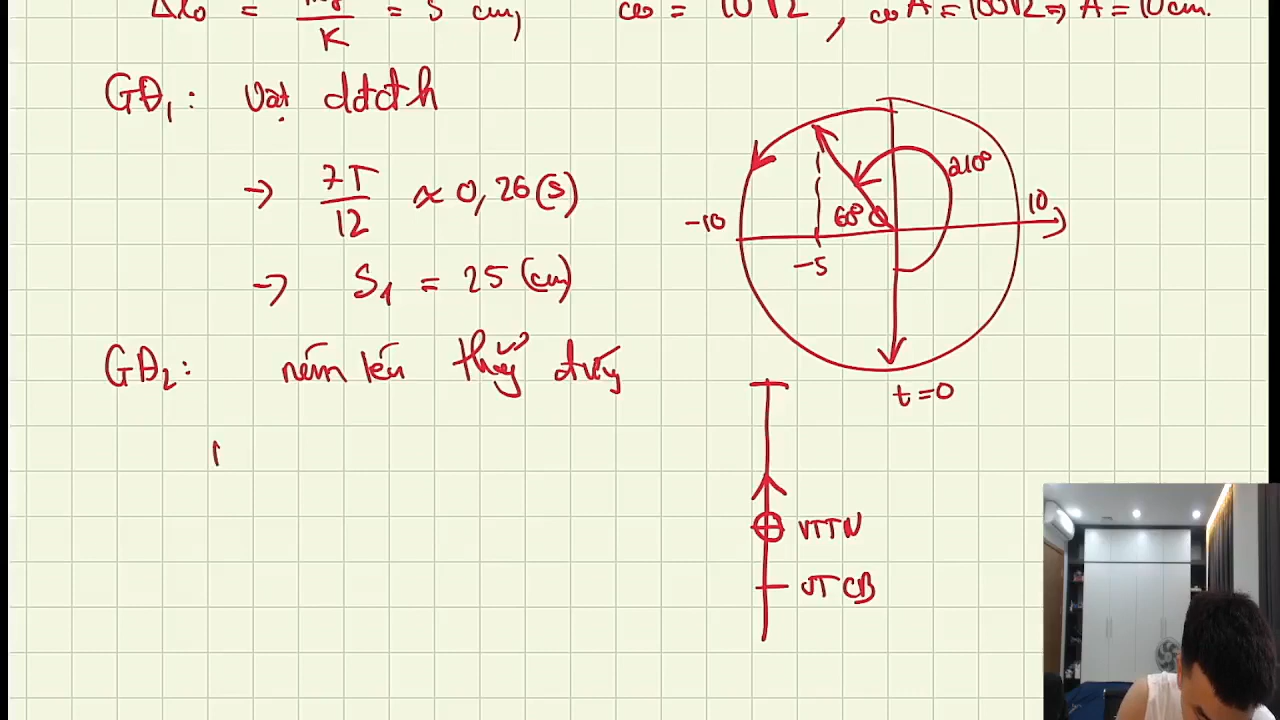 Δl₀ = mg/K = 5 cm, ω = 10√2, ωA = 100√2 ⇒ A = 10cm.
GĐ₁: Vật dđđh
→ 7T/12 ≈ 0,26(s)
→ S₁ = 25 (cm)
GĐ₂: ném lên thẳng đứng
210°
60°
-10
10
-5
t=0
VTTN
VTCB